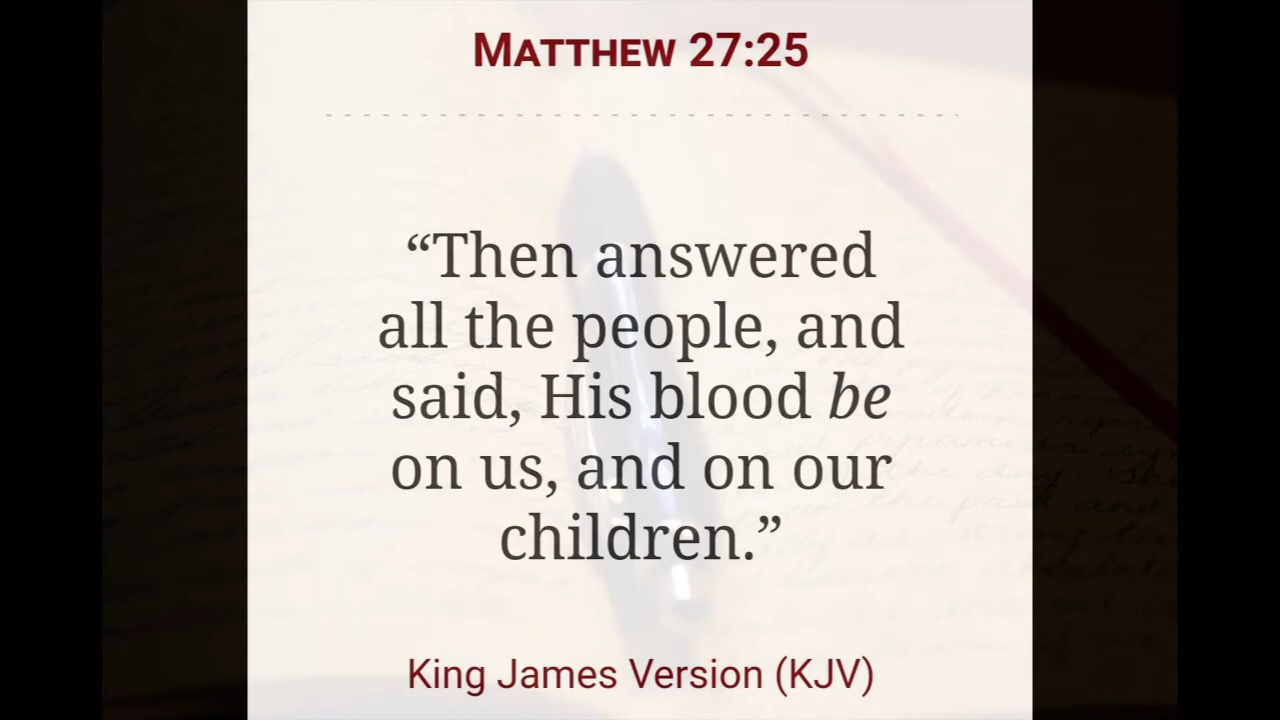 MATTHEW 27:25
“Then answered
all the people, and
said, His blood be
on us, and on our
children.”
King James Version (KJV)